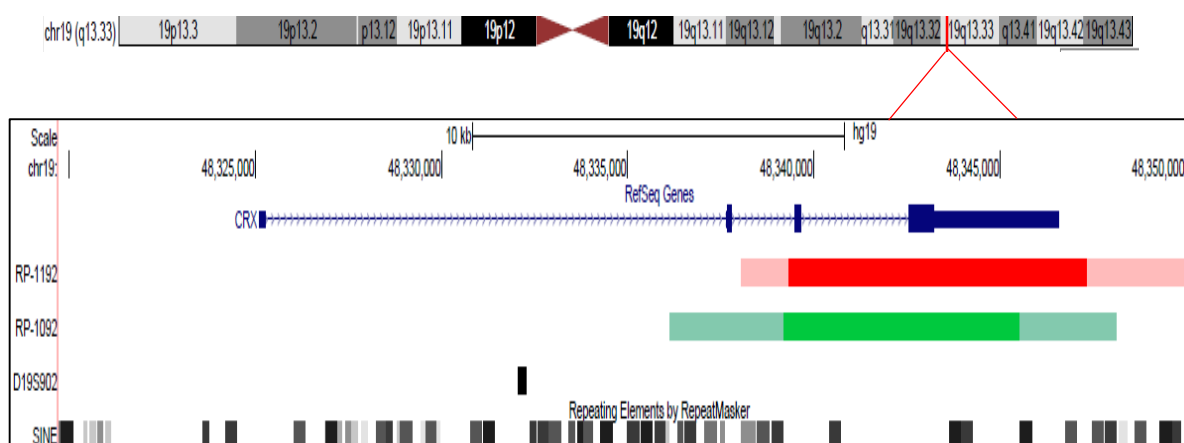 chr19 (q13.33) 19p13.3 19p13.2 p13.12 19p13.11 19p12 19q12 19q13.11 19q13.12 19q13.2 q13.31 19q13.32 19q13.33 q13.41 19q13.42 19q13.43
Scale 10 kb hg19
chr19: 48,325,000 48,330,000 48,335,000 48,340,000 48,345,000 48,350,000
RefSeq Genes
CRX
RP-1192
RP-1092
D19S902
Repeating Elements by RepeatMasker
SINE